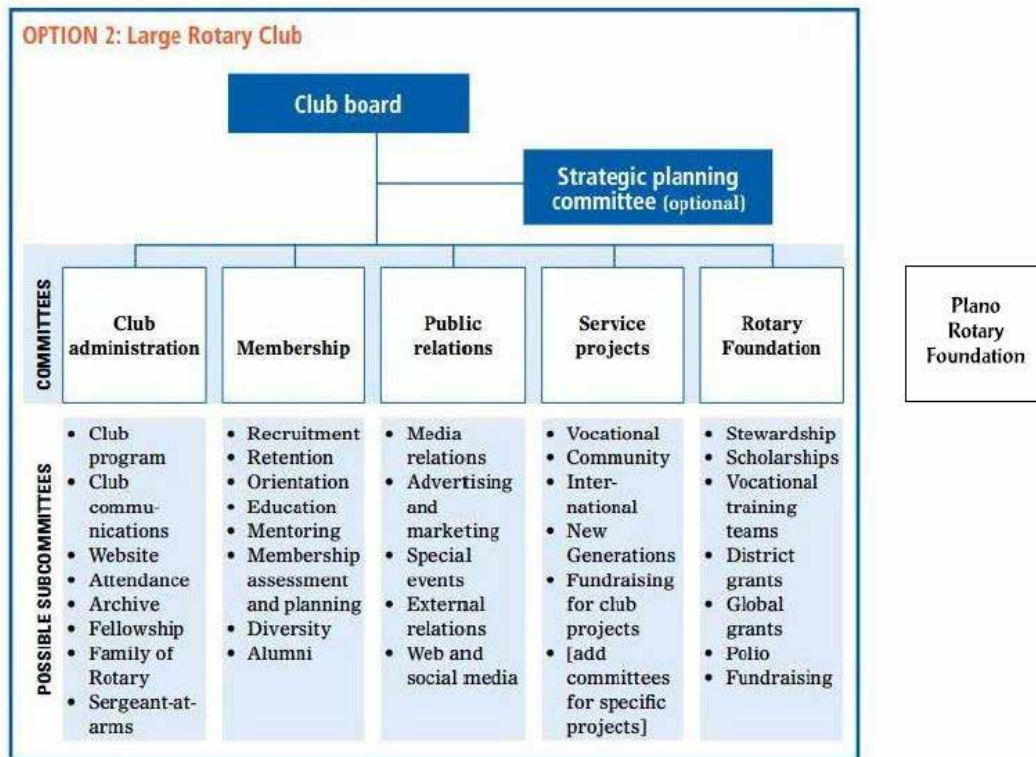 OPTION 2: Large Rotary Club
Club board
Strategic planning
committee (optional)
COMMITTEES
Club
administration
Membership
Public
relations
Service
projects
Rotary
Foundation
Plano
Rotary
Foundation
POSSIBLE SUBCOMMITTEES
• Club
program
• Club
commu-
nications
• Website
• Attendance
• Archive
• Fellowship
• Family of
Rotary
• Sergeant-at-
arms
• Recruitment
• Retention
• Orientation
• Education
• Mentoring
• Membership
assessment
and planning
• Diversity
• Alumni
• Media
relations
• Advertising
and
marketing
• Special
events
• External
relations
• Web and
social media
• Vocational
• Community
• Inter-
national
• New
Generations
• Fundraising
for club
projects
• [add
committees
for specific
projects]
• Stewardship
• Scholarships
• Vocational
training
teams
• District
grants
• Global
grants
• Polio
• Fundraising